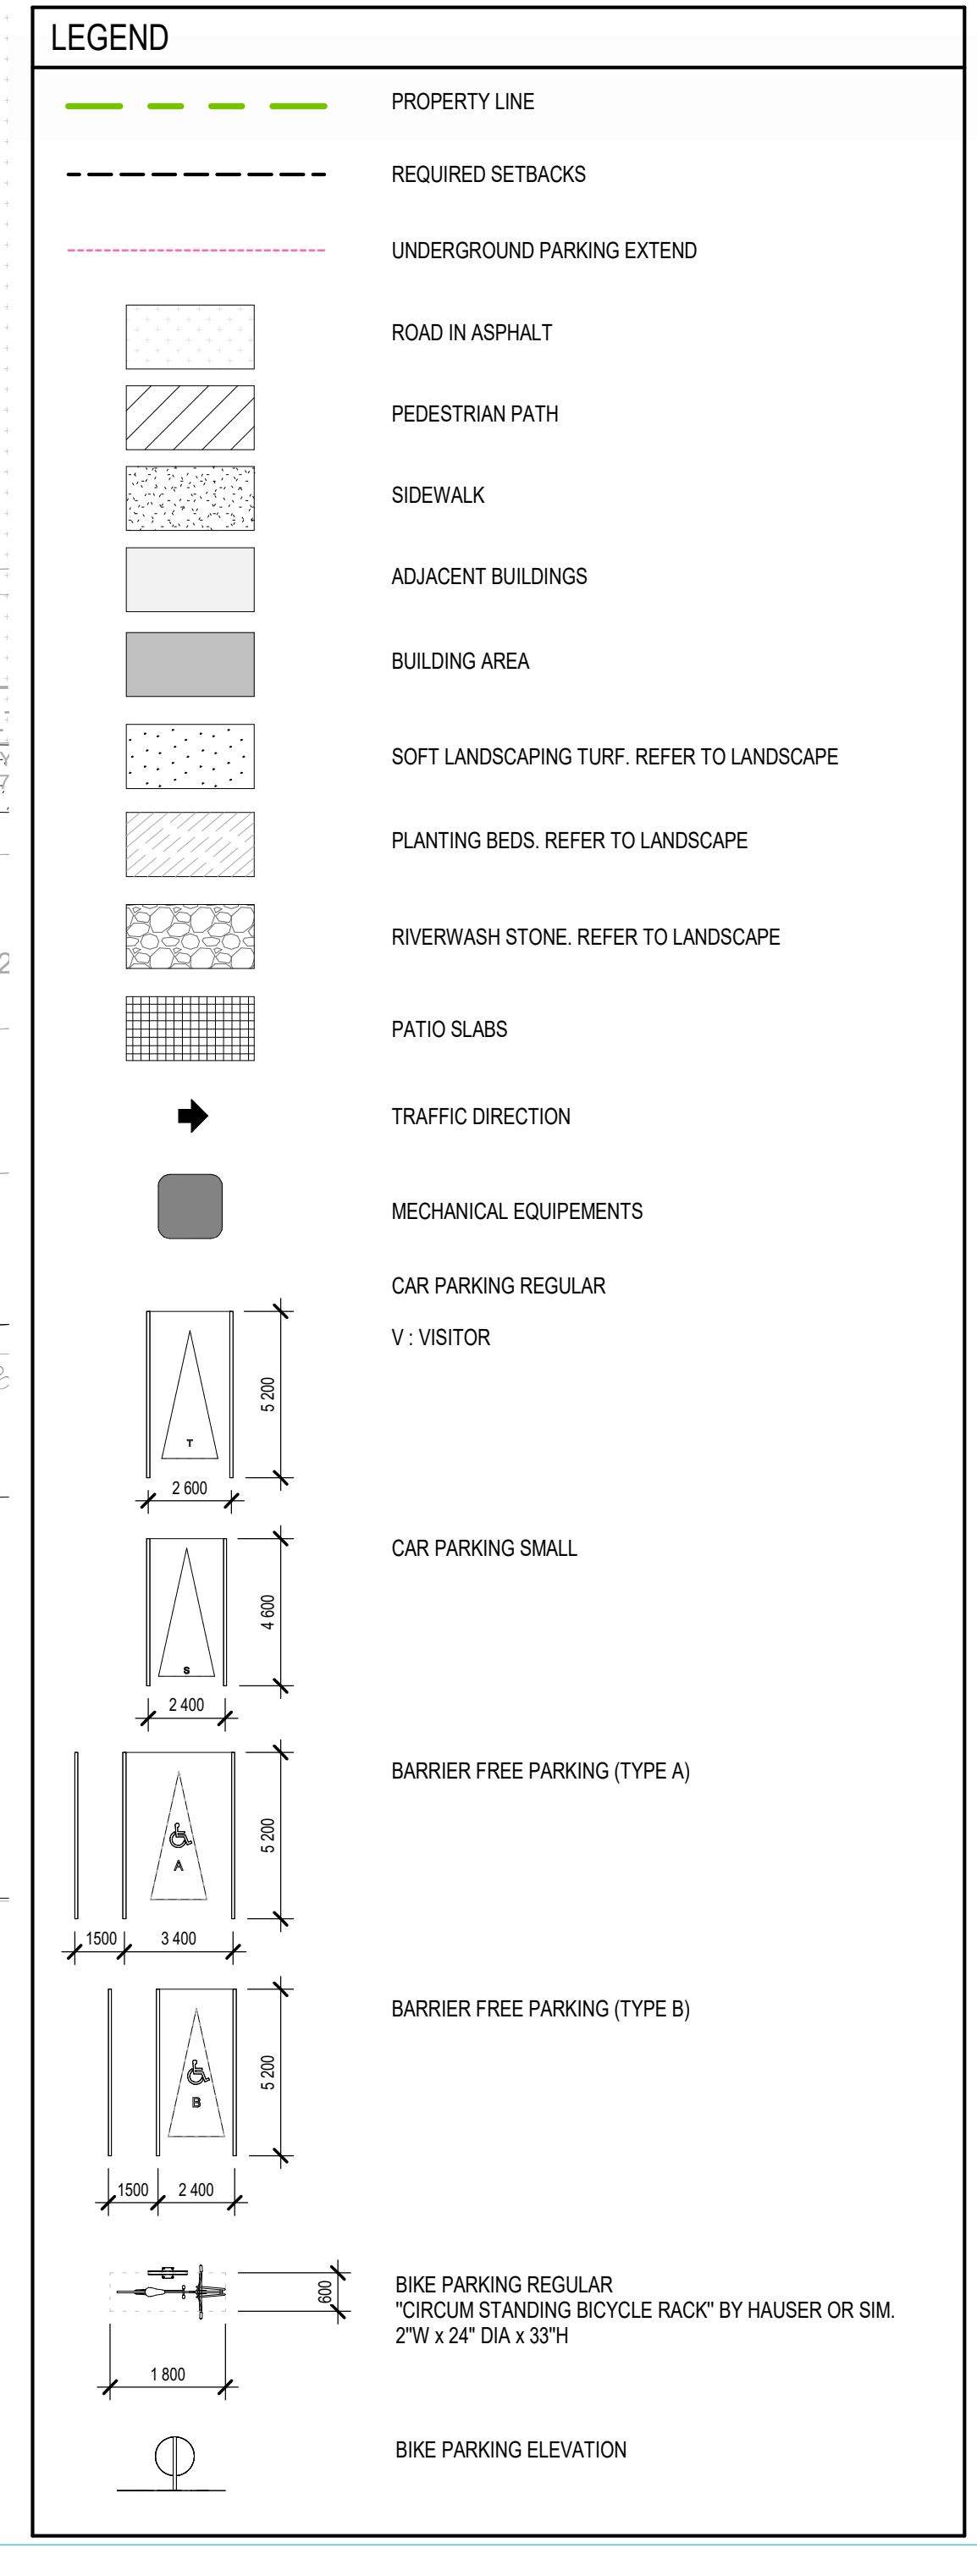 LEGEND
PROPERTY LINE
REQUIRED SETBACKS
UNDERGROUND PARKING EXTEND
ROAD IN ASPHALT
PEDESTRIAN PATH
SIDEWALK
ADJACENT BUILDINGS
BUILDING AREA
SOFT LANDSCAPING TURF. REFER TO LANDSCAPE
PLANTING BEDS. REFER TO LANDSCAPE
RIVERWASH STONE. REFER TO LANDSCAPE
PATIO SLABS
TRAFFIC DIRECTION
MECHANICAL EQUIPEMENTS
CAR PARKING REGULAR
V : VISITOR
5 200
T
2 600
CAR PARKING SMALL
4 600
S
2 400
BARRIER FREE PARKING (TYPE A)
5 200
A
1500 3 400
BARRIER FREE PARKING (TYPE B)
5 200
B
1500 2 400
600
BIKE PARKING REGULAR
"CIRCUM STANDING BICYCLE RACK" BY HAUSER OR SIM.
2"W x 24" DIA x 33"H
1 800
BIKE PARKING ELEVATION